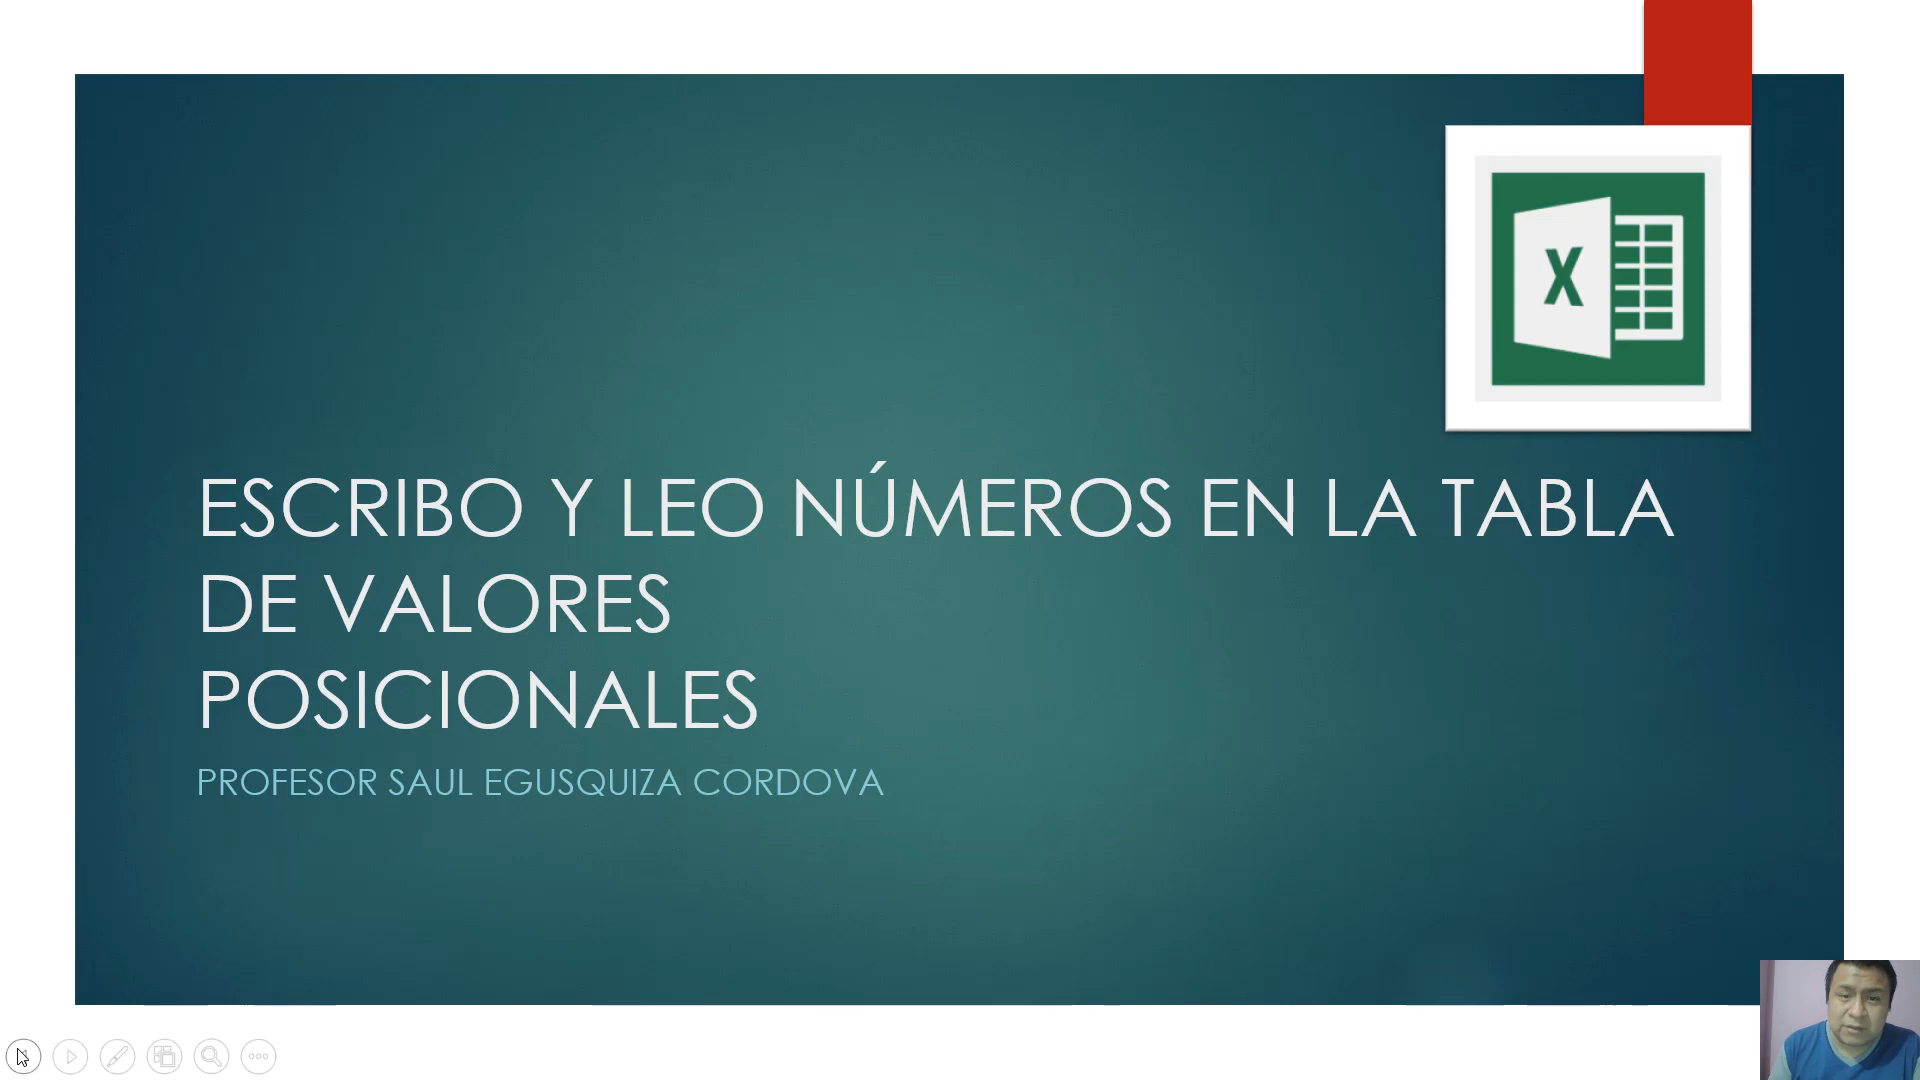 X
ESCRIBO Y LEO NÚMEROS EN LA TABLA
DE VALORES
POSICIONALES
PROFESOR SAUL EGUSQUIZA CORDOVA